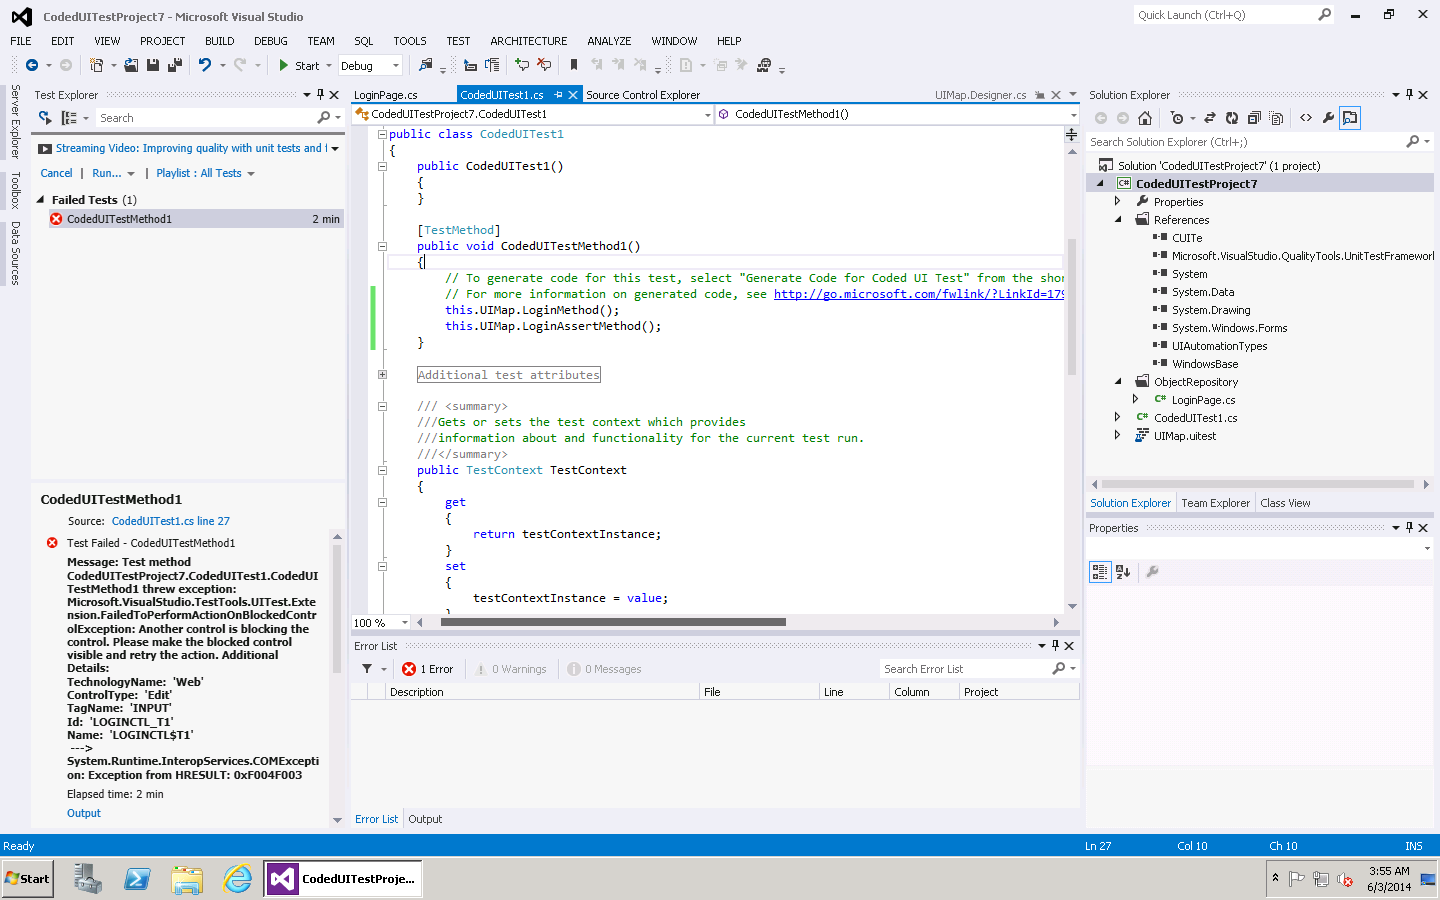 CodedUITestProject7 - Microsoft Visual Studio
Quick Launch (Ctrl+Q)
FILE EDIT VIEW PROJECT BUILD DEBUG TEAM SQL TOOLS TEST ARCHITECTURE ANALYZE WINDOW HELP
Start Debug
Server Explorer
Toolbox
Data Sources
Test Explorer
Search
Streaming Video: Improving quality with unit tests and f
Cancel | Run... | Playlist : All Tests
Failed Tests (1)
CodedUITestMethod1 2 min
CodedUITestMethod1
Source: CodedUITest1.cs line 27
Test Failed - CodedUITestMethod1
Message: Test method
CodedUITestProject7.CodedUITest1.CodedUI
TestMethod1 threw exception:
Microsoft.VisualStudio.TestTools.UITest.Exte
nsion.FailedToPerformActionOnBlockedContr
olException: Another control is blocking the
control. Please make the blocked control
visible and retry the action. Additional
Details:
TechnologyName: 'Web'
ControlType: 'Edit'
TagName: 'INPUT'
Id: 'LOGINCTL_T1'
Name: 'LOGINCTL$T1'
--->
System.Runtime.InteropServices.COMExcepti
on: Exception from HRESULT: 0xF004F003
Elapsed time: 2 min
Output
LoginPage.cs CodedUITest1.cs Source Control Explorer UIMap.Designer.cs
CodedUITestProject7.CodedUITest1 CodedUITestMethod1()
public class CodedUITest1
{
public CodedUITest1()
{
}
[TestMethod]
public void CodedUITestMethod1()
{
// To generate code for this test, select "Generate Code for Coded UI Test" from the shor
// For more information on generated code, see http://go.microsoft.com/fwlink/?LinkId=179
this.UIMap.LoginMethod();
this.UIMap.LoginAssertMethod();
}
Additional test attributes
/// <summary>
///Gets or sets the test context which provides
///information about and functionality for the current test run.
///</summary>
public TestContext TestContext
{
get
{
return testContextInstance;
}
set
{
testContextInstance = value;
}
100 %
Error List
1 Error 0 Warnings 0 Messages
Search Error List
Description File Line Column Project
Error List Output
Solution Explorer
Search Solution Explorer (Ctrl+;)
Solution 'CodedUITestProject7' (1 project)
C# CodedUITestProject7
Properties
References
CUITe
Microsoft.VisualStudio.QualityTools.UnitTestFramework
System
System.Data
System.Drawing
System.Windows.Forms
UIAutomationTypes
WindowsBase
ObjectRepository
C# LoginPage.cs
C# CodedUITest1.cs
UIMap.uitest
Solution Explorer Team Explorer Class View
Properties
Ready Ln 27 Col 10 Ch 10 INS
Start CodedUITestProje... 3:55 AM
6/3/2014